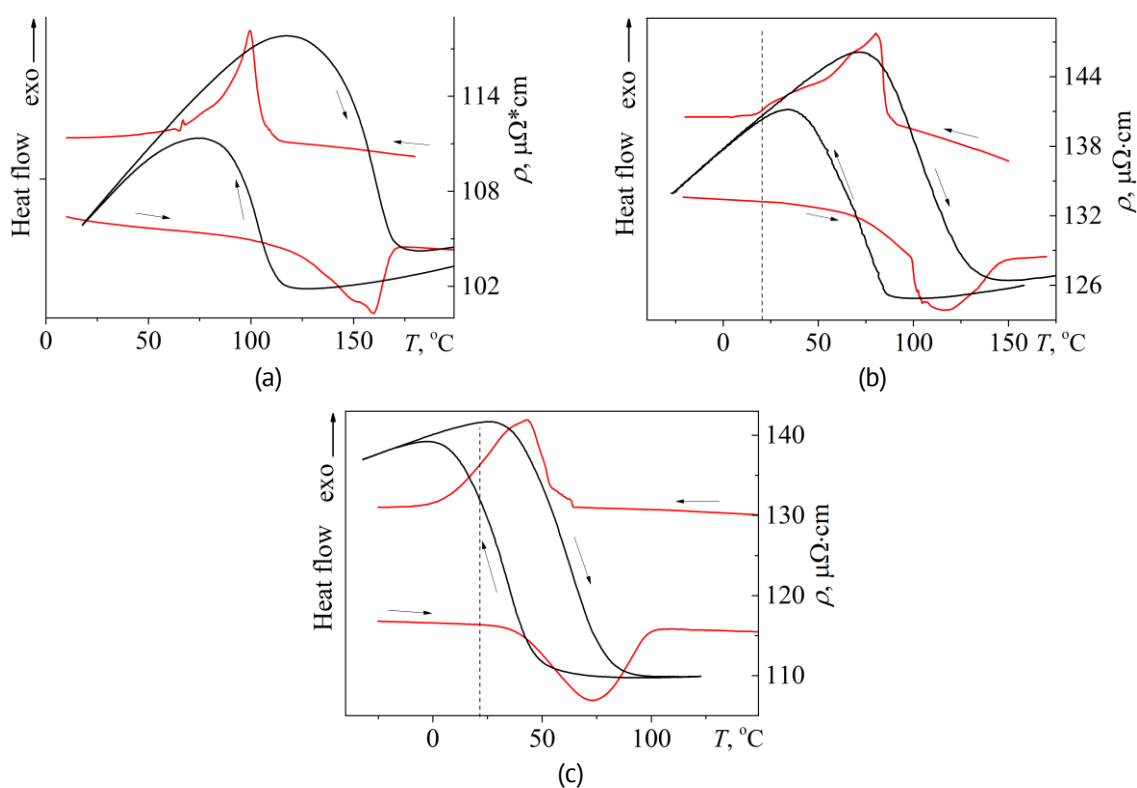 Heat flow exo
114
108
102
ρ, μΩ*cm
0 50 100 150 T, °C
(a)
Heat flow exo
144
138
132
126
ρ, μΩ·cm
0 50 100 150
T, °C
(b)
Heat flow exo
140
130
120
110
ρ, μΩ·cm
0 50 100 T, °C
(c)